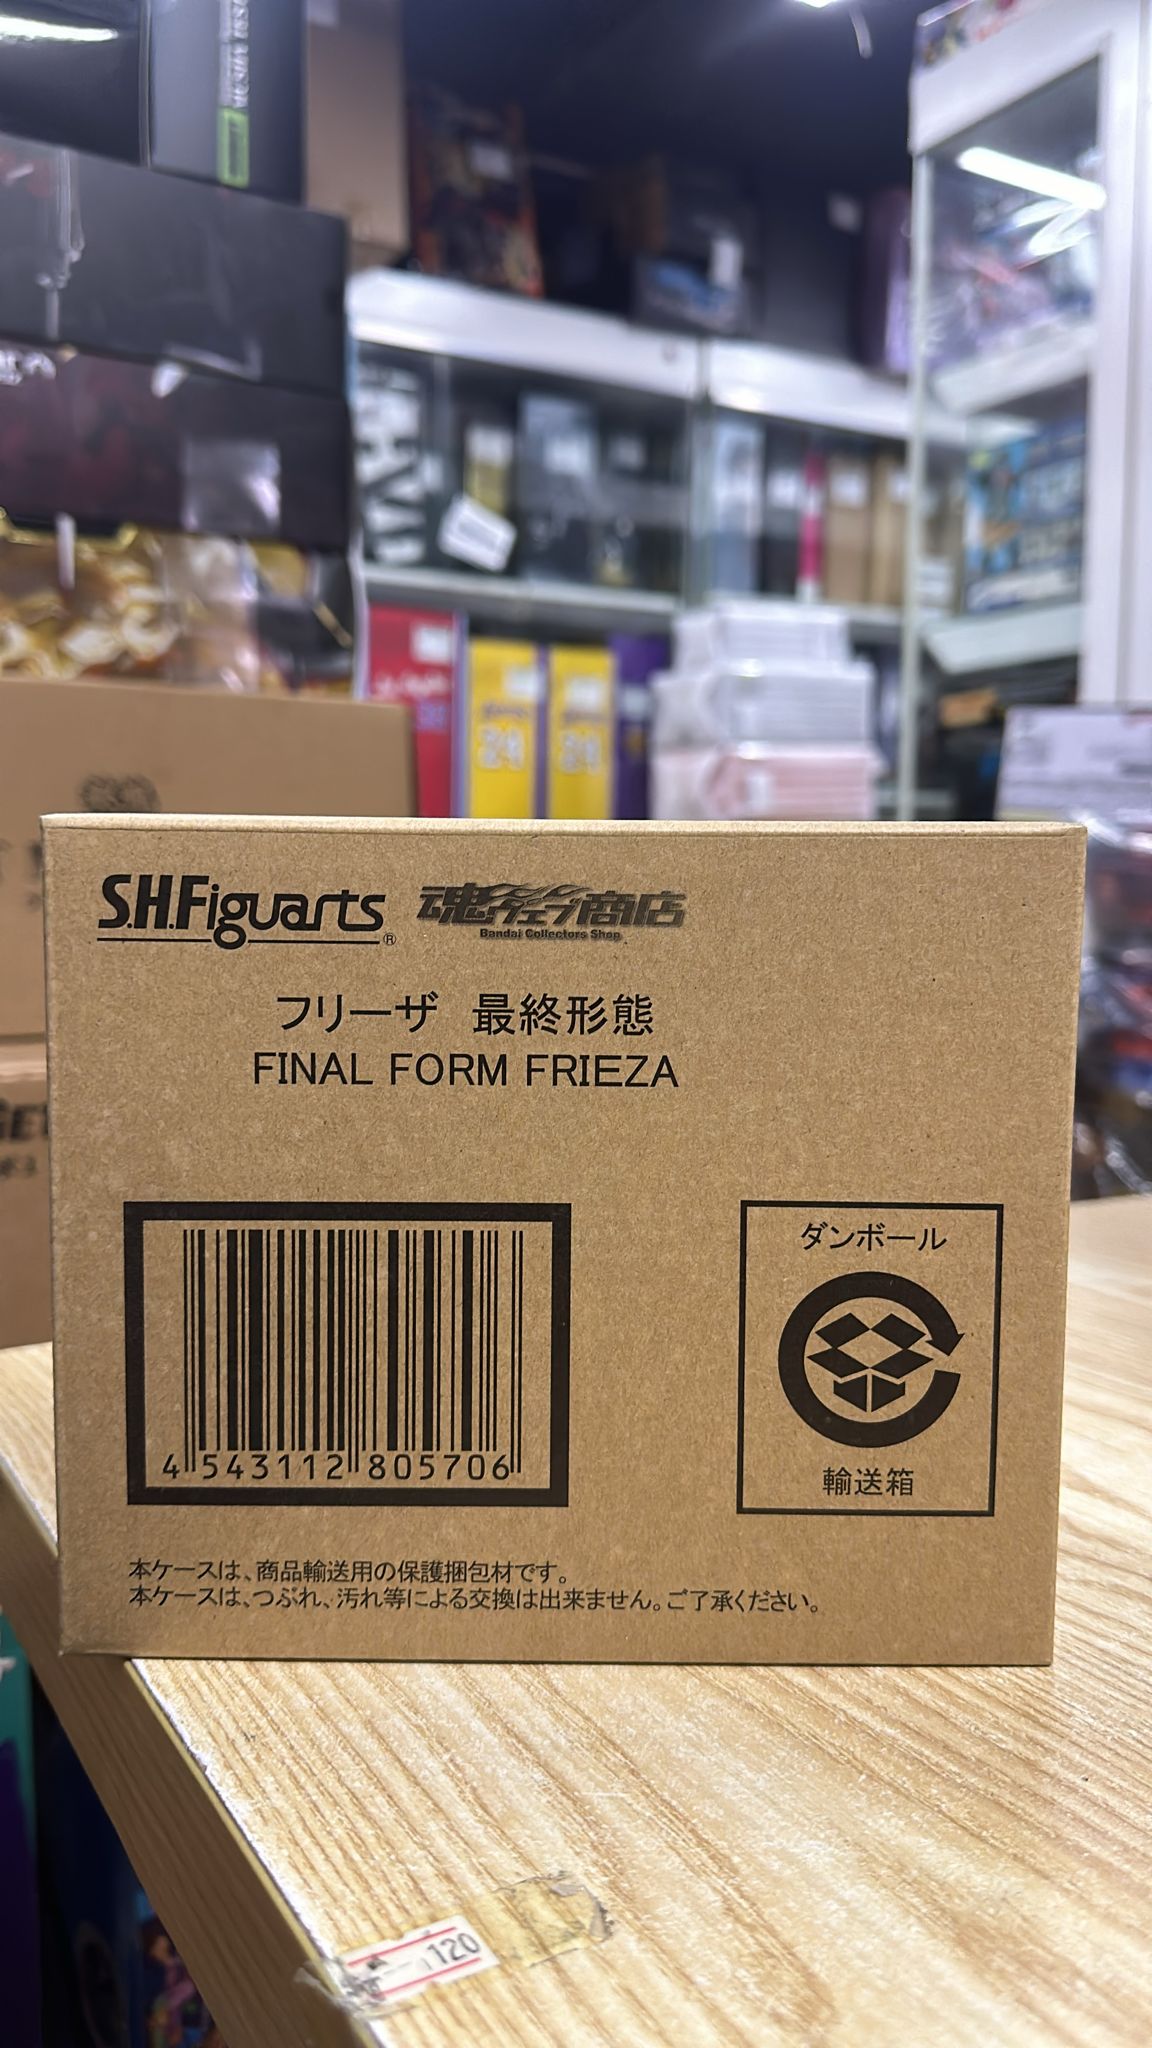 S.H.Figuarts®
魂ウェブ商店
Bandai Collectors Shop
フリーザ 最終形態
FINAL FORM FRIEZA
4 543112 805706
ダンボール
輸送箱
本ケースは、商品輸送用の保護梱包材です。
本ケースは、つぶれ、汚れ等による交換は出来ません。ご了承ください。
24
24
120